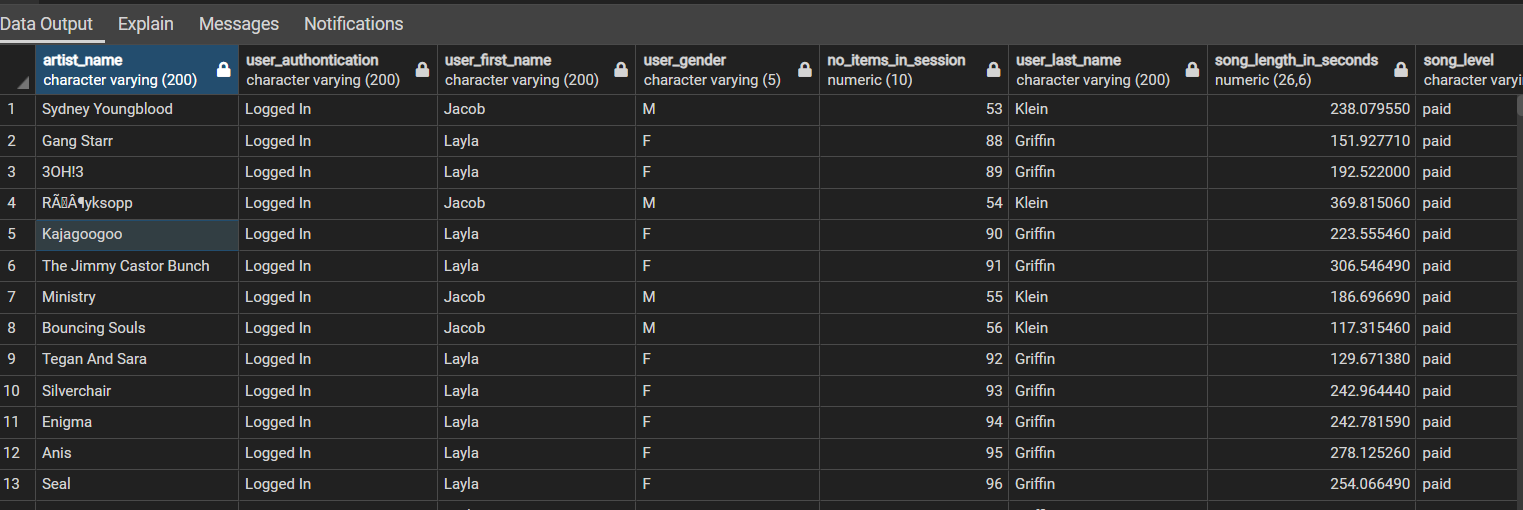 Data Output Explain Messages Notifications
artist_name user_authontication user_first_name user_gender no_items_in_session user_last_name song_length_in_seconds song_level
character varying (200) character varying (200) character varying (200) character varying (5) numeric (10) character varying (200) numeric (26,6) character varyi
1 Sydney Youngblood Logged In Jacob M 53 Klein 238.079550 paid
2 Gang Starr Logged In Layla F 88 Griffin 151.927710 paid
3 3OH!3 Logged In Layla F 89 Griffin 192.522000 paid
4 RÃ¶yksopp Logged In Jacob M 54 Klein 369.815060 paid
5 Kajagoogoo Logged In Layla F 90 Griffin 223.555460 paid
6 The Jimmy Castor Bunch Logged In Layla F 91 Griffin 306.546490 paid
7 Ministry Logged In Jacob M 55 Klein 186.696690 paid
8 Bouncing Souls Logged In Jacob M 56 Klein 117.315460 paid
9 Tegan And Sara Logged In Layla F 92 Griffin 129.671380 paid
10 Silverchair Logged In Layla F 93 Griffin 242.964440 paid
11 Enigma Logged In Layla F 94 Griffin 242.781590 paid
12 Anis Logged In Layla F 95 Griffin 278.125260 paid
13 Seal Logged In Layla F 96 Griffin 254.066490 paid